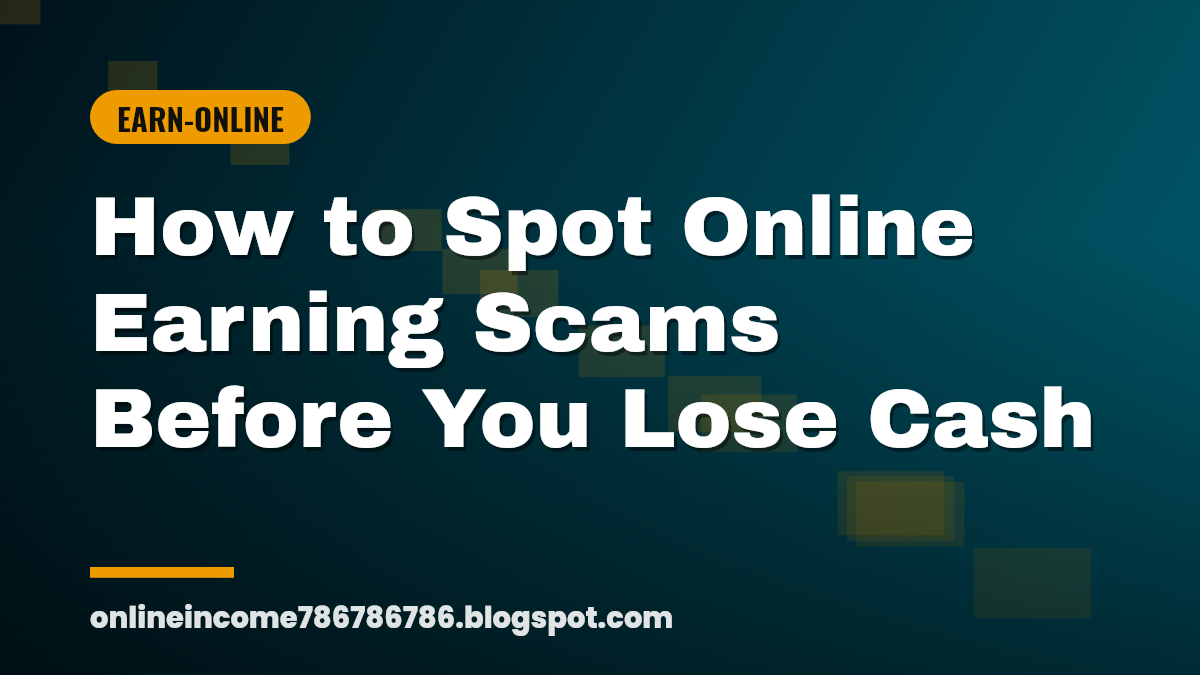 EARN-ONLINE
How to Spot Online
Earning Scams
Before You Lose Cash
onlineincome786786786.blogspot.com